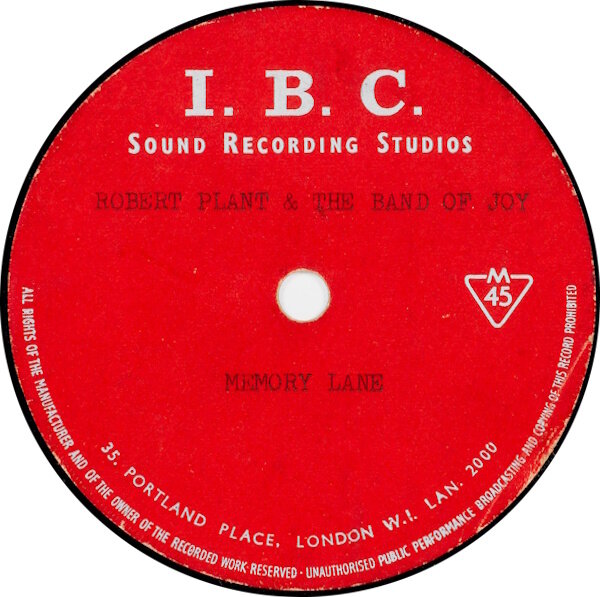 I. B. C.
SOUND RECORDING STUDIOS
ROBERT PLANT & THE BAND OF JOY
M
45
MEMORY LANE
35, PORTLAND PLACE, LONDON W.I. LAN. 2000
ALL RIGHTS OF THE MANUFACTURER AND OF THE OWNER OF THE RECORDED WORK RESERVED · UNAUTHORISED PUBLIC PERFORMANCE BROADCASTING AND COPYING OF THIS RECORD PROHIBITED